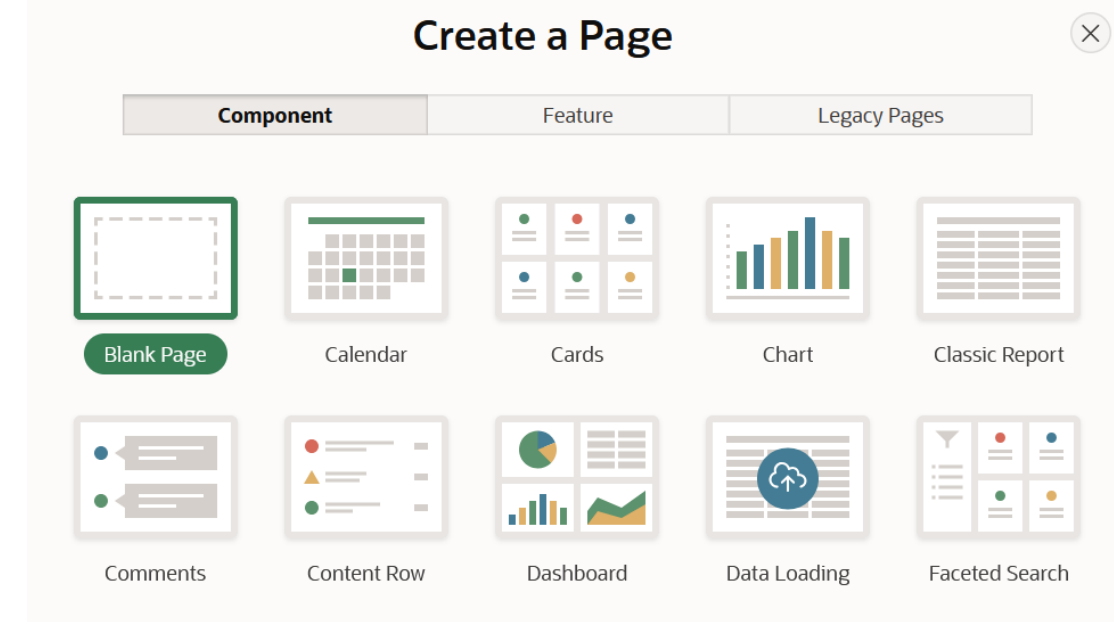 Create a Page
Component Feature Legacy Pages
Blank Page Calendar Cards Chart Classic Report
Comments Content Row Dashboard Data Loading Faceted Search